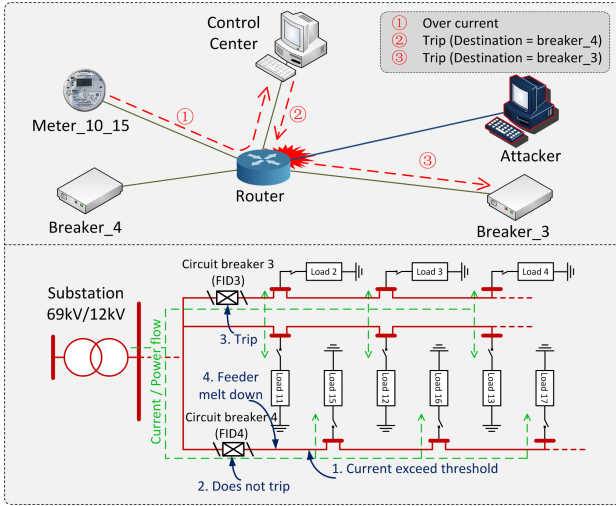 Control
Center
① Over current
② Trip (Destination = breaker_4)
③ Trip (Destination = breaker_3)
①
②
Meter_10_15
Attacker
③
Router
Breaker_4
Breaker_3
Circuit breaker 3
(FID3)
Load 2
Load 3
Load 4
Substation
69kV/12kV
3. Trip
Current / Power flow
Load 11
Load 15
Load 12
Load 16
Load 13
Load 17
4. Feeder
melt down
Circuit breaker 4
(FID4)
1. Current exceed threshold
2. Does not trip